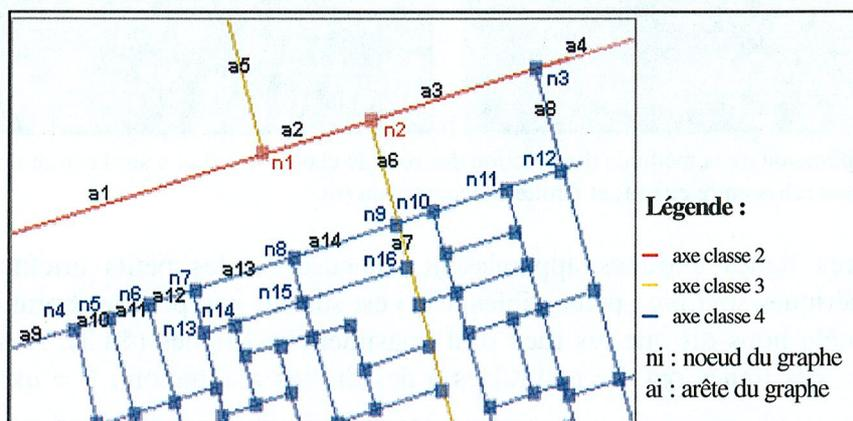 a4
n3
a5
a3
a8
a2
n2
n1
a6
n12
a1
n11
n10
n9
a14
a7
n8
n16
a13
n7
a12
n15
n6
a11
n14
n5
a10
n13
n4
a9
Légende :
axe classe 2
axe classe 3
axe classe 4
ni : noeud du graphe
ai : arête du graphe